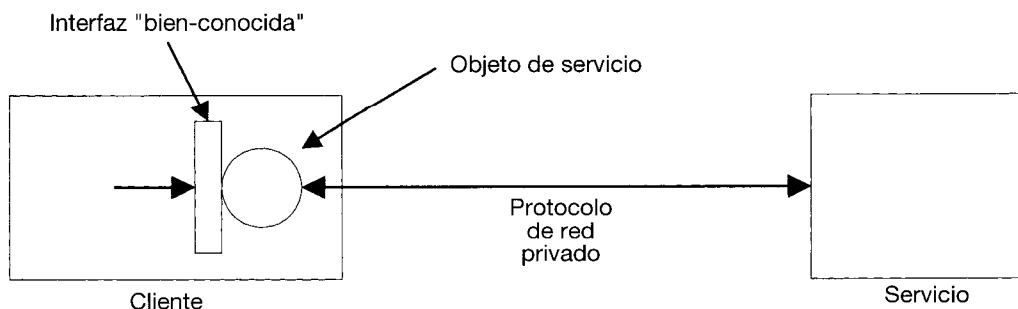 Interfaz "bien-conocida"
Objeto de servicio
Protocolo
de red
privado
Cliente
Servicio